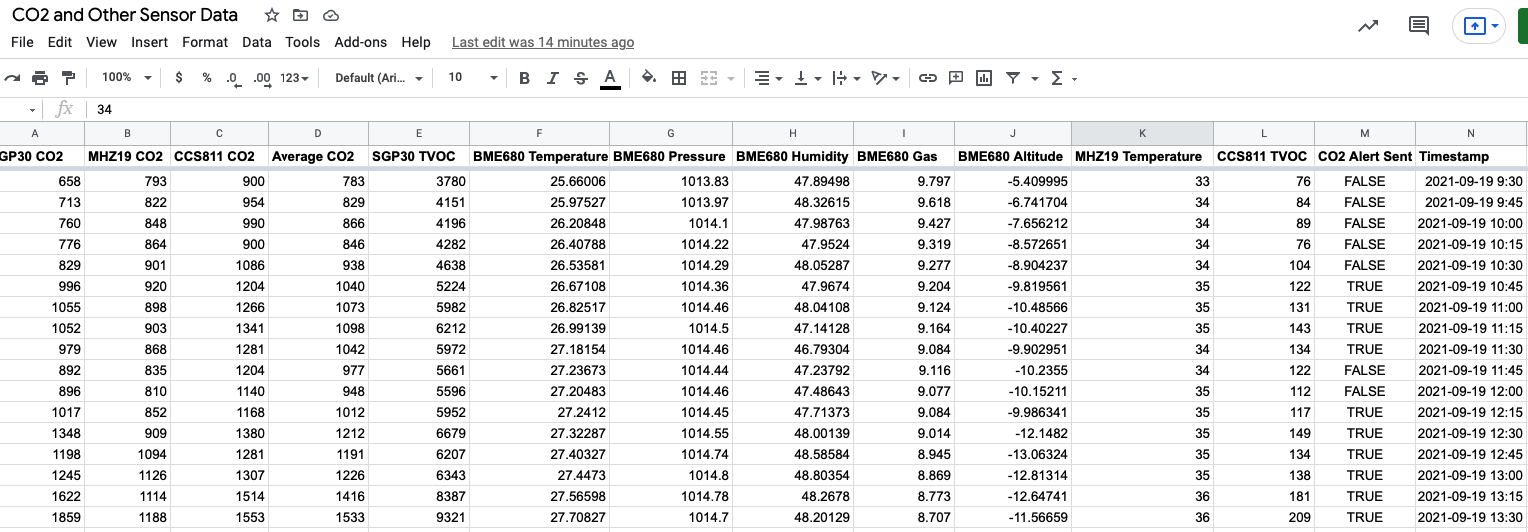 CO2 and Other Sensor Data
File Edit View Insert Format Data Tools Add-ons Help Last edit was 14 minutes ago
100% $ % .0 .00 123 Default (Ari... 10 B I S A Σ
fx 34
A B C D E F G H I J K L M N
GP30 CO2 MHZ19 CO2 CCS811 CO2 Average CO2 SGP30 TVOC BME680 Temperature BME680 Pressure BME680 Humidity BME680 Gas BME680 Altitude MHZ19 Temperature CCS811 TVOC CO2 Alert Sent Timestamp
658 793 900 783 3780 25.66006 1013.83 47.89498 9.797 -5.409995 33 76 FALSE 2021-09-19 9:30
713 822 954 829 4151 25.97527 1013.97 48.32615 9.618 -6.741704 34 84 FALSE 2021-09-19 9:45
760 848 990 866 4196 26.20848 1014.1 47.98763 9.427 -7.656212 34 89 FALSE 2021-09-19 10:00
776 864 900 846 4282 26.40788 1014.22 47.9524 9.319 -8.572651 34 76 FALSE 2021-09-19 10:15
829 901 1086 938 4638 26.53581 1014.29 48.05287 9.277 -8.904237 34 104 FALSE 2021-09-19 10:30
996 920 1204 1040 5224 26.67108 1014.36 47.9674 9.204 -9.819561 35 122 TRUE 2021-09-19 10:45
1055 898 1266 1073 5982 26.82517 1014.46 48.04108 9.124 -10.48566 35 131 TRUE 2021-09-19 11:00
1052 903 1341 1098 6212 26.99139 1014.5 47.14128 9.164 -10.40227 35 143 TRUE 2021-09-19 11:15
979 868 1281 1042 5972 27.18154 1014.46 46.79304 9.084 -9.902951 34 134 TRUE 2021-09-19 11:30
892 835 1204 977 5661 27.23673 1014.44 47.23792 9.116 -10.2355 34 122 FALSE 2021-09-19 11:45
896 810 1140 948 5596 27.20483 1014.46 47.48643 9.077 -10.15211 35 112 FALSE 2021-09-19 12:00
1017 852 1168 1012 5952 27.2412 1014.45 47.71373 9.084 -9.986341 35 117 TRUE 2021-09-19 12:15
1348 909 1380 1212 6679 27.32287 1014.55 48.00139 9.014 -12.1482 35 149 TRUE 2021-09-19 12:30
1198 1094 1281 1191 6207 27.40327 1014.74 48.58584 8.945 -13.06324 35 134 TRUE 2021-09-19 12:45
1245 1126 1307 1226 6343 27.4473 1014.8 48.80354 8.869 -12.81314 35 138 TRUE 2021-09-19 13:00
1622 1114 1514 1416 8387 27.56598 1014.78 48.2678 8.773 -12.64741 36 181 TRUE 2021-09-19 13:15
1859 1188 1553 1533 9321 27.70827 1014.7 48.20129 8.707 -11.56659 36 209 TRUE 2021-09-19 13:30